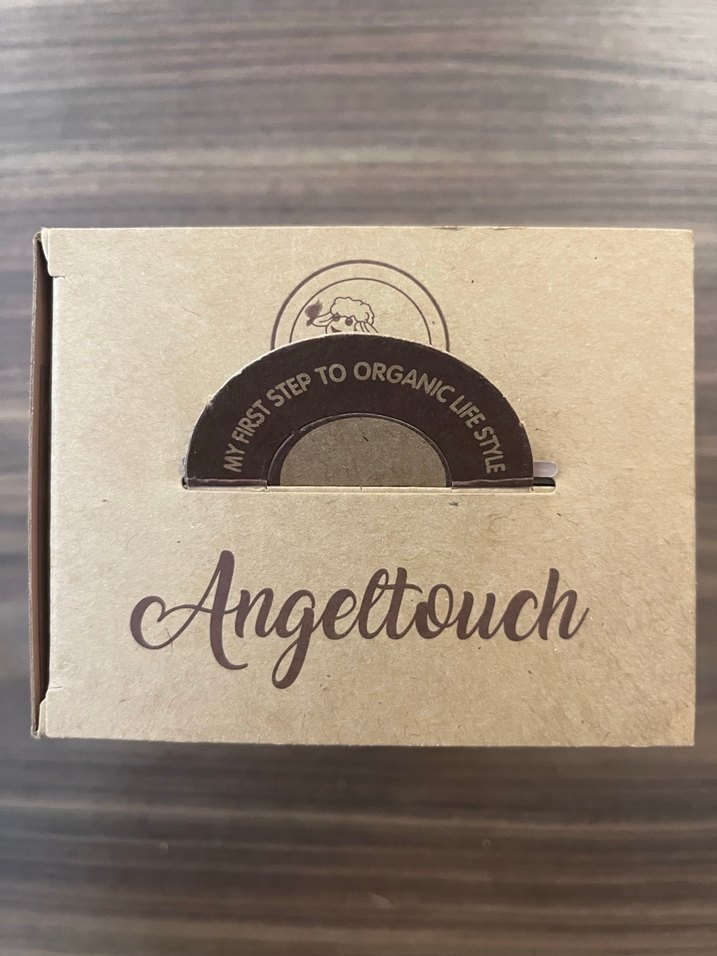 MY FIRST STEP TO ORGANIC LIFE STYLE
Angeltouch